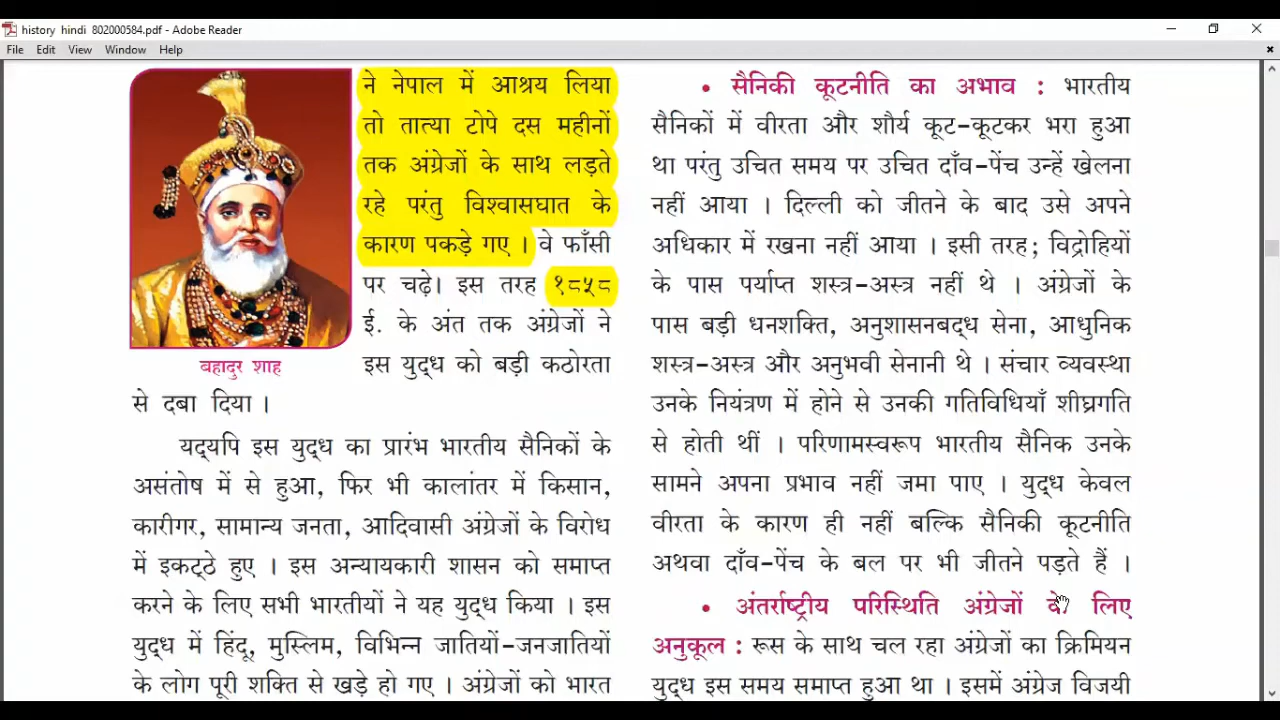 history hindi 802000584.pdf - Adobe Reader
File Edit View Window Help
ने नेपाल में आश्रय लिया
तो तात्या टोपे दस महीनों
तक अंग्रेजों के साथ लड़ते
रहे परंतु विश्वासघात के
कारण पकड़े गए । वे फाँसी
पर चढ़े। इस तरह १८५८
ई. के अंत तक अंग्रेजों ने
इस युद्ध को बड़ी कठोरता
बहादुर शाह
से दबा दिया ।
यद्यपि इस युद्ध का प्रारंभ भारतीय सैनिकों के
असंतोष में से हुआ, फिर भी कालांतर में किसान,
कारीगर, सामान्य जनता, आदिवासी अंग्रेजों के विरोध
में इकट्ठे हुए । इस अन्यायकारी शासन को समाप्त
करने के लिए सभी भारतीयों ने यह युद्ध किया । इस
युद्ध में हिंदू, मुस्लिम, विभिन्न जातियों-जनजातियों
के लोग पूरी शक्ति से खड़े हो गए । अंग्रेजों को भारत
• सैनिकी कूटनीति का अभाव : भारतीय
सैनिकों में वीरता और शौर्य कूट-कूटकर भरा हुआ
था परंतु उचित समय पर उचित दाँव-पेंच उन्हें खेलना
नहीं आया । दिल्ली को जीतने के बाद उसे अपने
अधिकार में रखना नहीं आया । इसी तरह; विद्रोहियों
के पास पर्याप्त शस्त्र-अस्त्र नहीं थे । अंग्रेजों के
पास बड़ी धनशक्ति, अनुशासनबद्ध सेना, आधुनिक
शस्त्र-अस्त्र और अनुभवी सेनानी थे । संचार व्यवस्था
उनके नियंत्रण में होने से उनकी गतिविधियाँ शीघ्रगति
से होती थीं । परिणामस्वरूप भारतीय सैनिक उनके
सामने अपना प्रभाव नहीं जमा पाए । युद्ध केवल
वीरता के कारण ही नहीं बल्कि सैनिकी कूटनीति
अथवा दाँव-पेंच के बल पर भी जीतने पड़ते हैं ।
• अंतर्राष्ट्रीय परिस्थिति अंग्रेजों के लिए
अनुकूल : रूस के साथ चल रहा अंग्रेजों का क्रिमियन
युद्ध इस समय समाप्त हुआ था । इसमें अंग्रेज विजयी